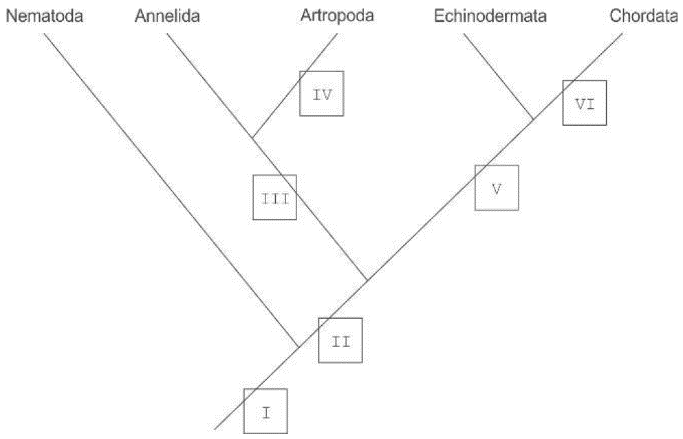 Nematoda Annelida Artropoda Echinodermata Chordata
IV
VI
III
V
II
I